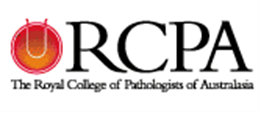 RCPA
The Royal College of Pathologists of Australasia